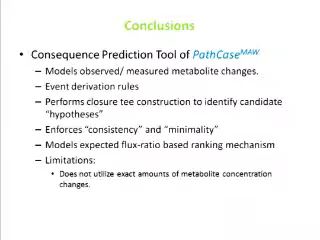 Conclusions
• Consequence Prediction Tool of PathCaseMAW
– Models observed/ measured metabolite changes.
– Event derivation rules
– Performs closure tee construction to identify candidate
“hypotheses”
– Enforces “consistency” and “minimality”
– Models expected flux-ratio based ranking mechanism
– Limitations:
• Does not utilize exact amounts of metabolite concentration
changes.